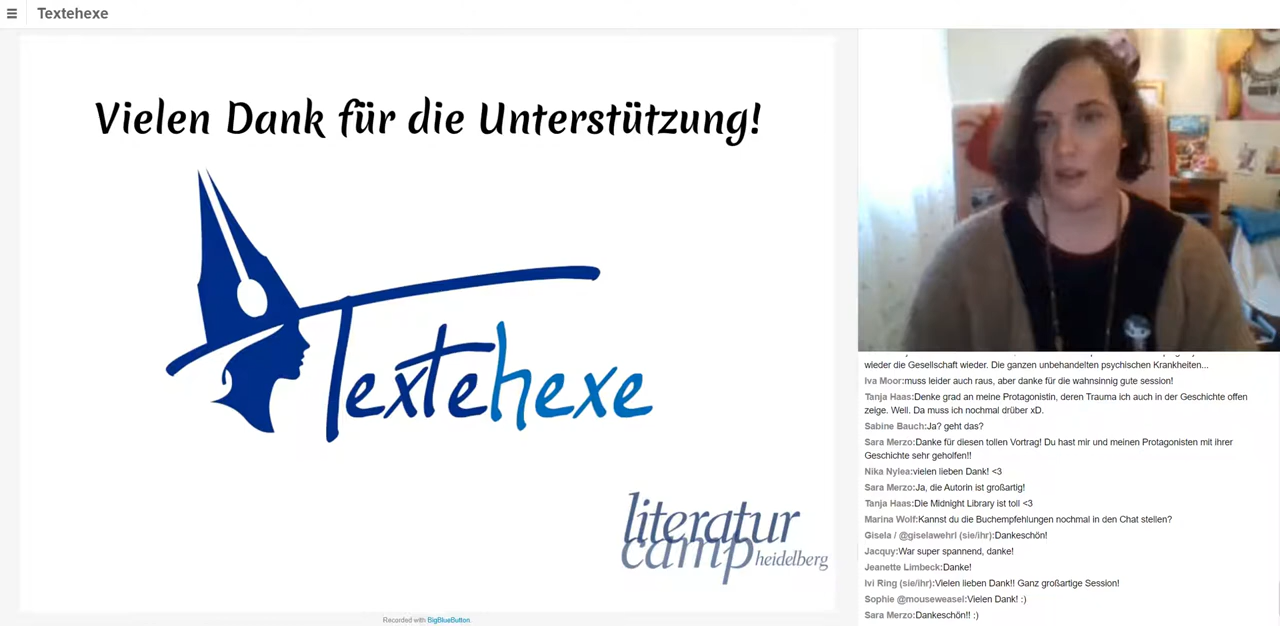 Textehexe
Vielen Dank für die Unterstützung!
Textehexe
literatur
camp heidelberg
Recorded with BigBlueButton
wieder die Gesellschaft wieder. Die ganzen unbehandelten psychischen Krankheiten...
Iva Moor:muss leider auch raus, aber danke für die wahnsinnig gute session!
Tanja Haas:Denke grad an meine Protagonistin, deren Trauma ich auch in der Geschichte offen
zeige. Well. Da muss ich nochmal drüber xD.
Sabine Bauch:Ja? geht das?
Sara Merzo:Danke für diesen tollen Vortrag! Du hast mir und meinen Protagonisten mit ihrer
Geschichte sehr geholfen!!
Nika Nylea:vielen lieben Dank! <3
Sara Merzo:Ja, die Autorin ist großartig!
Tanja Haas:Die Midnight Library ist toll <3
Marina Wolf:Kannst du die Buchempfehlungen nochmal in den Chat stellen?
Gisela / @giselawehrl (sie/ihr):Dankeschön!
Jacquy:War super spannend, danke!
Jeanette Limbeck:Danke!
Ivi Ring (sie/ihr):Vielen lieben Dank!! Ganz großartige Session!
Sophie @mouseweasel:Vielen Dank! :)
Sara Merzo:Dankeschön!! :)